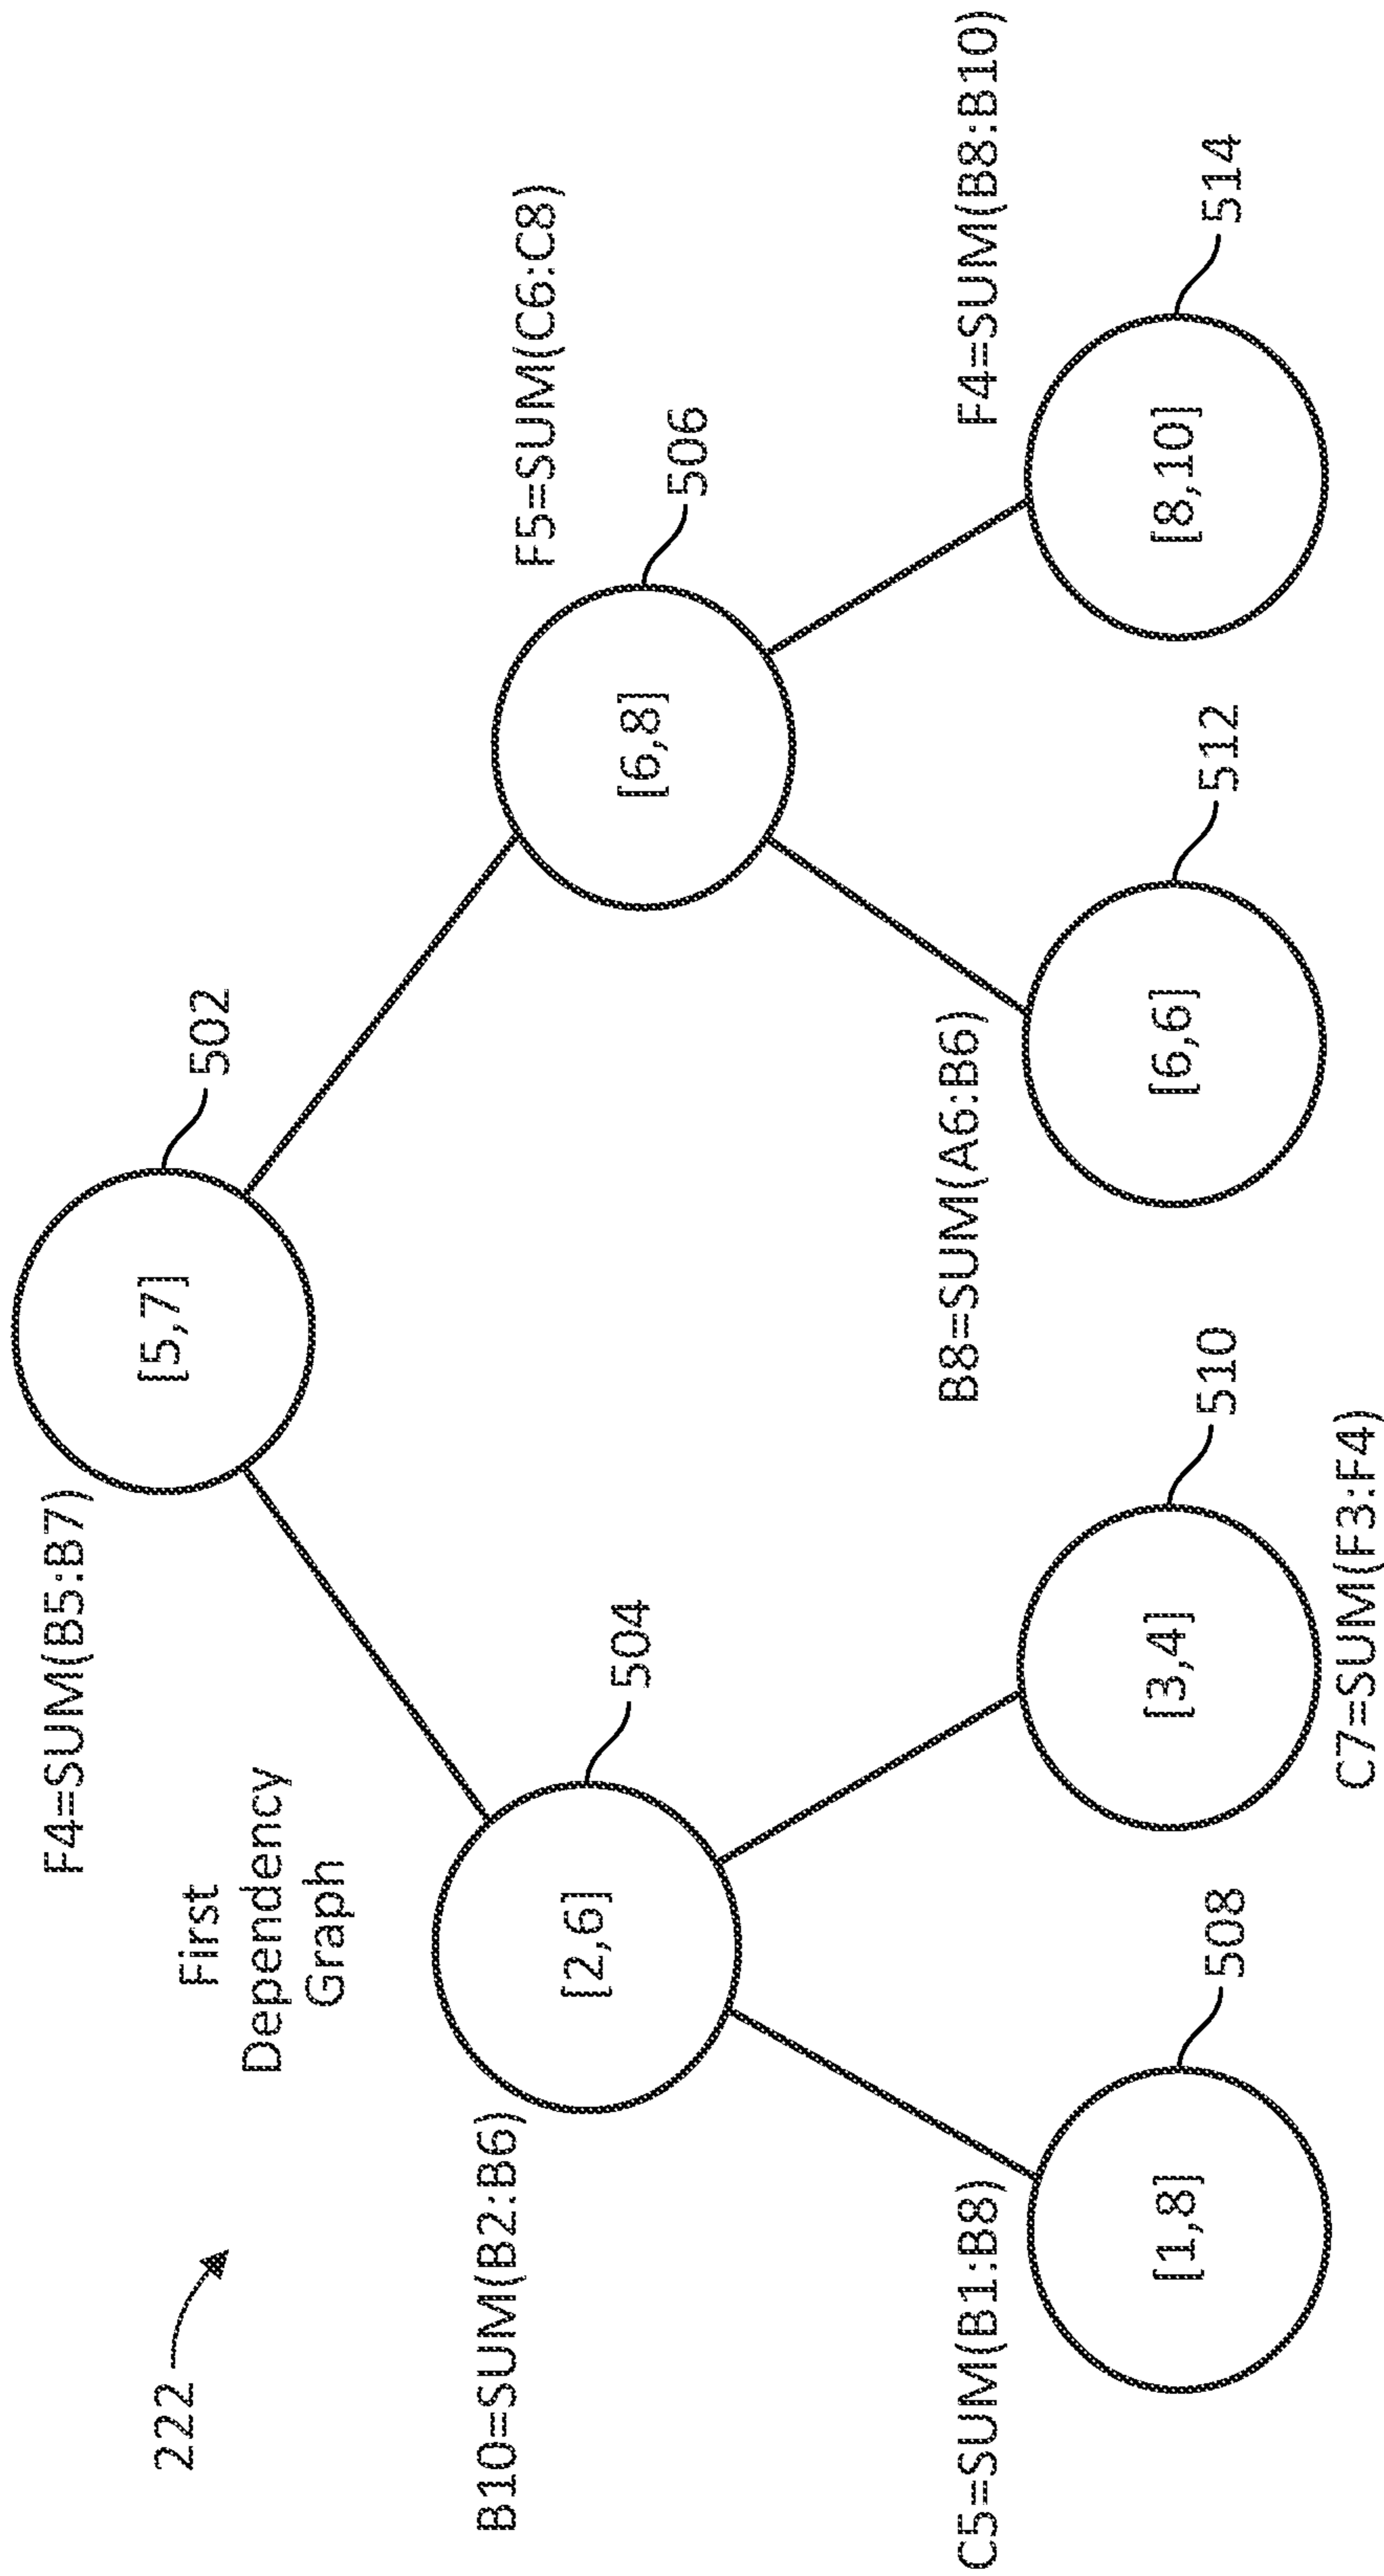 222
First
Dependency
Graph
F4=SUM(B5:B7)
[5,7]
502
B10=SUM(B2:B6)
[2,6]
504
F5=SUM(C6:C8)
[6,8]
506
C5=SUM(B1:B8)
[1,8]
508
[3,4]
510
C7=SUM(F3:F4)
B8=SUM(A6:B6)
[6,6]
512
F4=SUM(B8:B10)
[8,10]
514